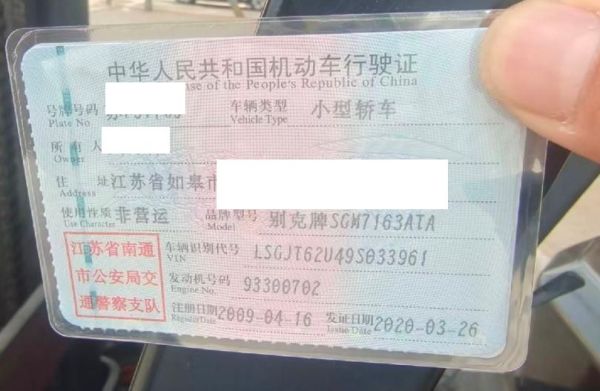 中华人民共和国机动车行驶证
se of the People's Republic of China
号牌号码
Plate No.
车辆类型 小型轿车
Vehicle Type
所有人
Owner
住址 江苏省如皋市
使用性质 非营运
Use Character
品牌型号 别克牌SGM7163ATA
Model
江苏省南通市公安局交通警察支队
车辆识别代号 LSGJT62U49S033961
VIN
发动机号码 93300702
Engine No.
注册日期 2009-04-16
Register Date
发证日期 2020-03-26
Issue Date